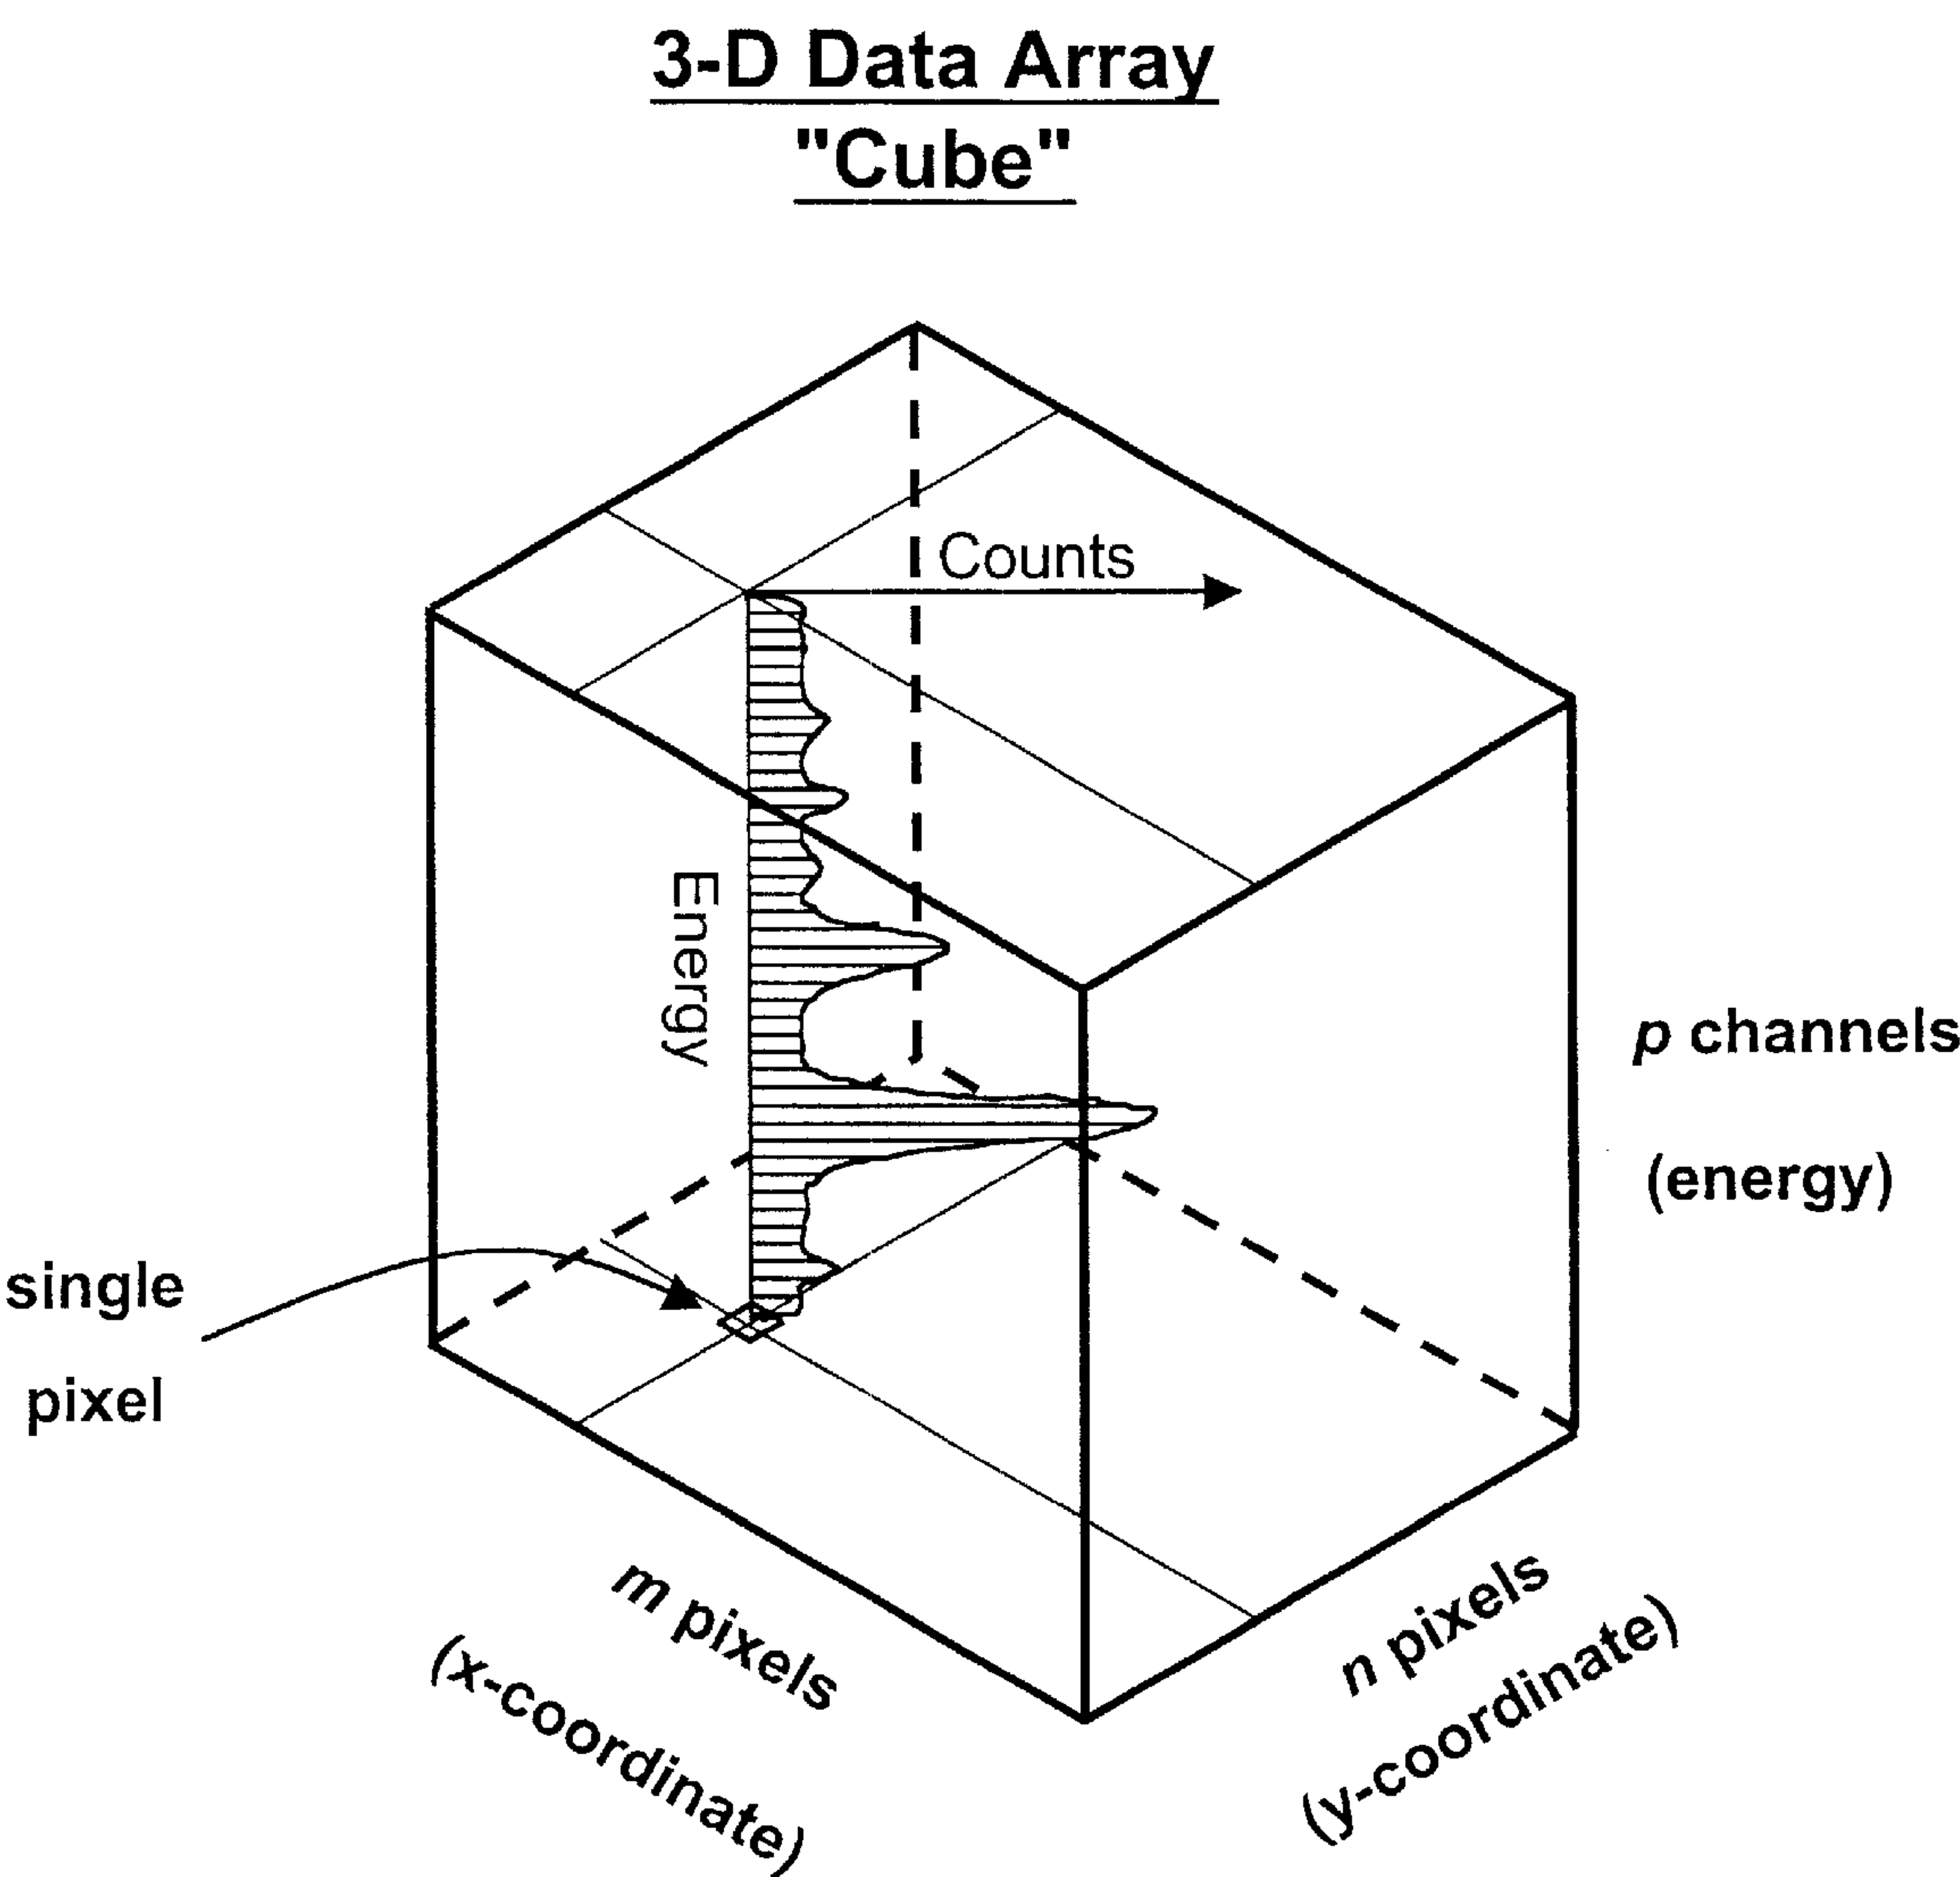 3-D Data Array
"Cube"
Counts
Energy
p channels
(energy)
single
pixel
m pixels
(x-coordinate)
n pixels
(y-coordinate)